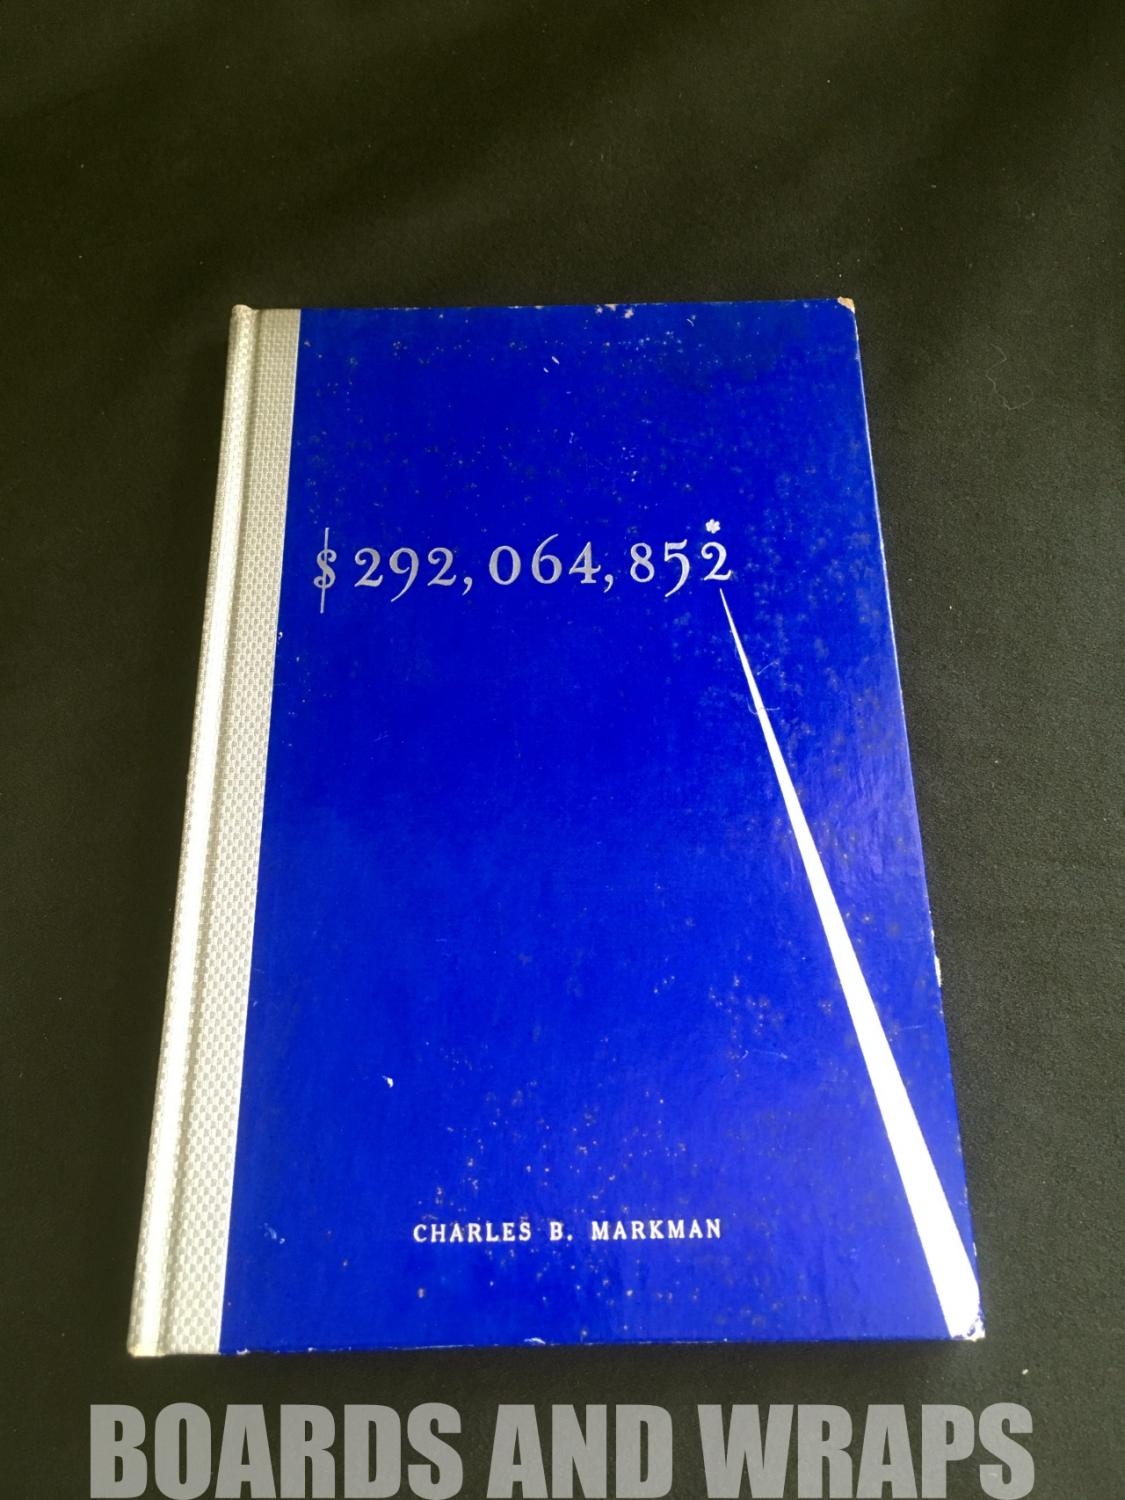 $292,064,852*
CHARLES B. MARKMAN
BOARDS AND WRAPS